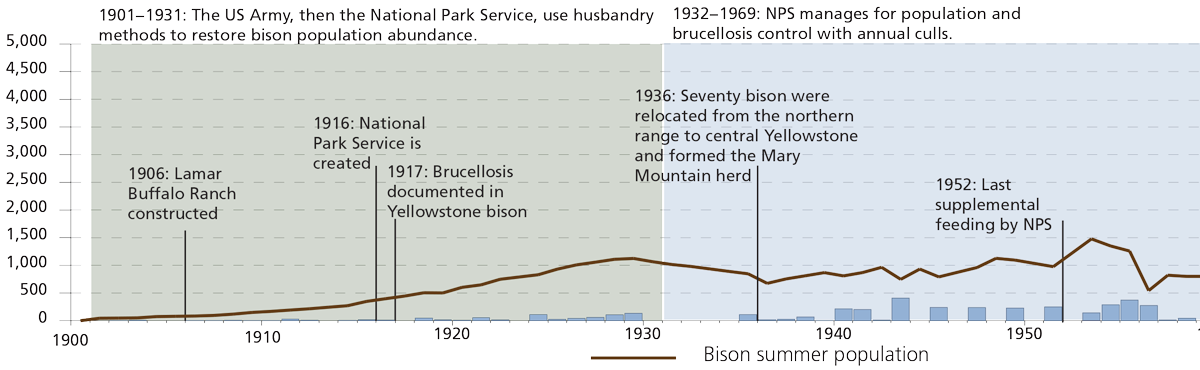 1901–1931: The US Army, then the National Park Service, use husbandry
methods to restore bison population abundance.
1932–1969: NPS manages for population and
brucellosis control with annual culls.
5,000
4,500
4,000
3,500
3,000
2,500
2,000
1,500
1,000
500
0
1906: Lamar
Buffalo Ranch
constructed
1916: National
Park Service is
created
1917: Brucellosis
documented in
Yellowstone bison
1936: Seventy bison were
relocated from the northern
range to central Yellowstone
and formed the Mary
Mountain herd
1952: Last
supplemental
feeding by NPS
1900
1910
1920
1930
1940
1950
Bison summer population